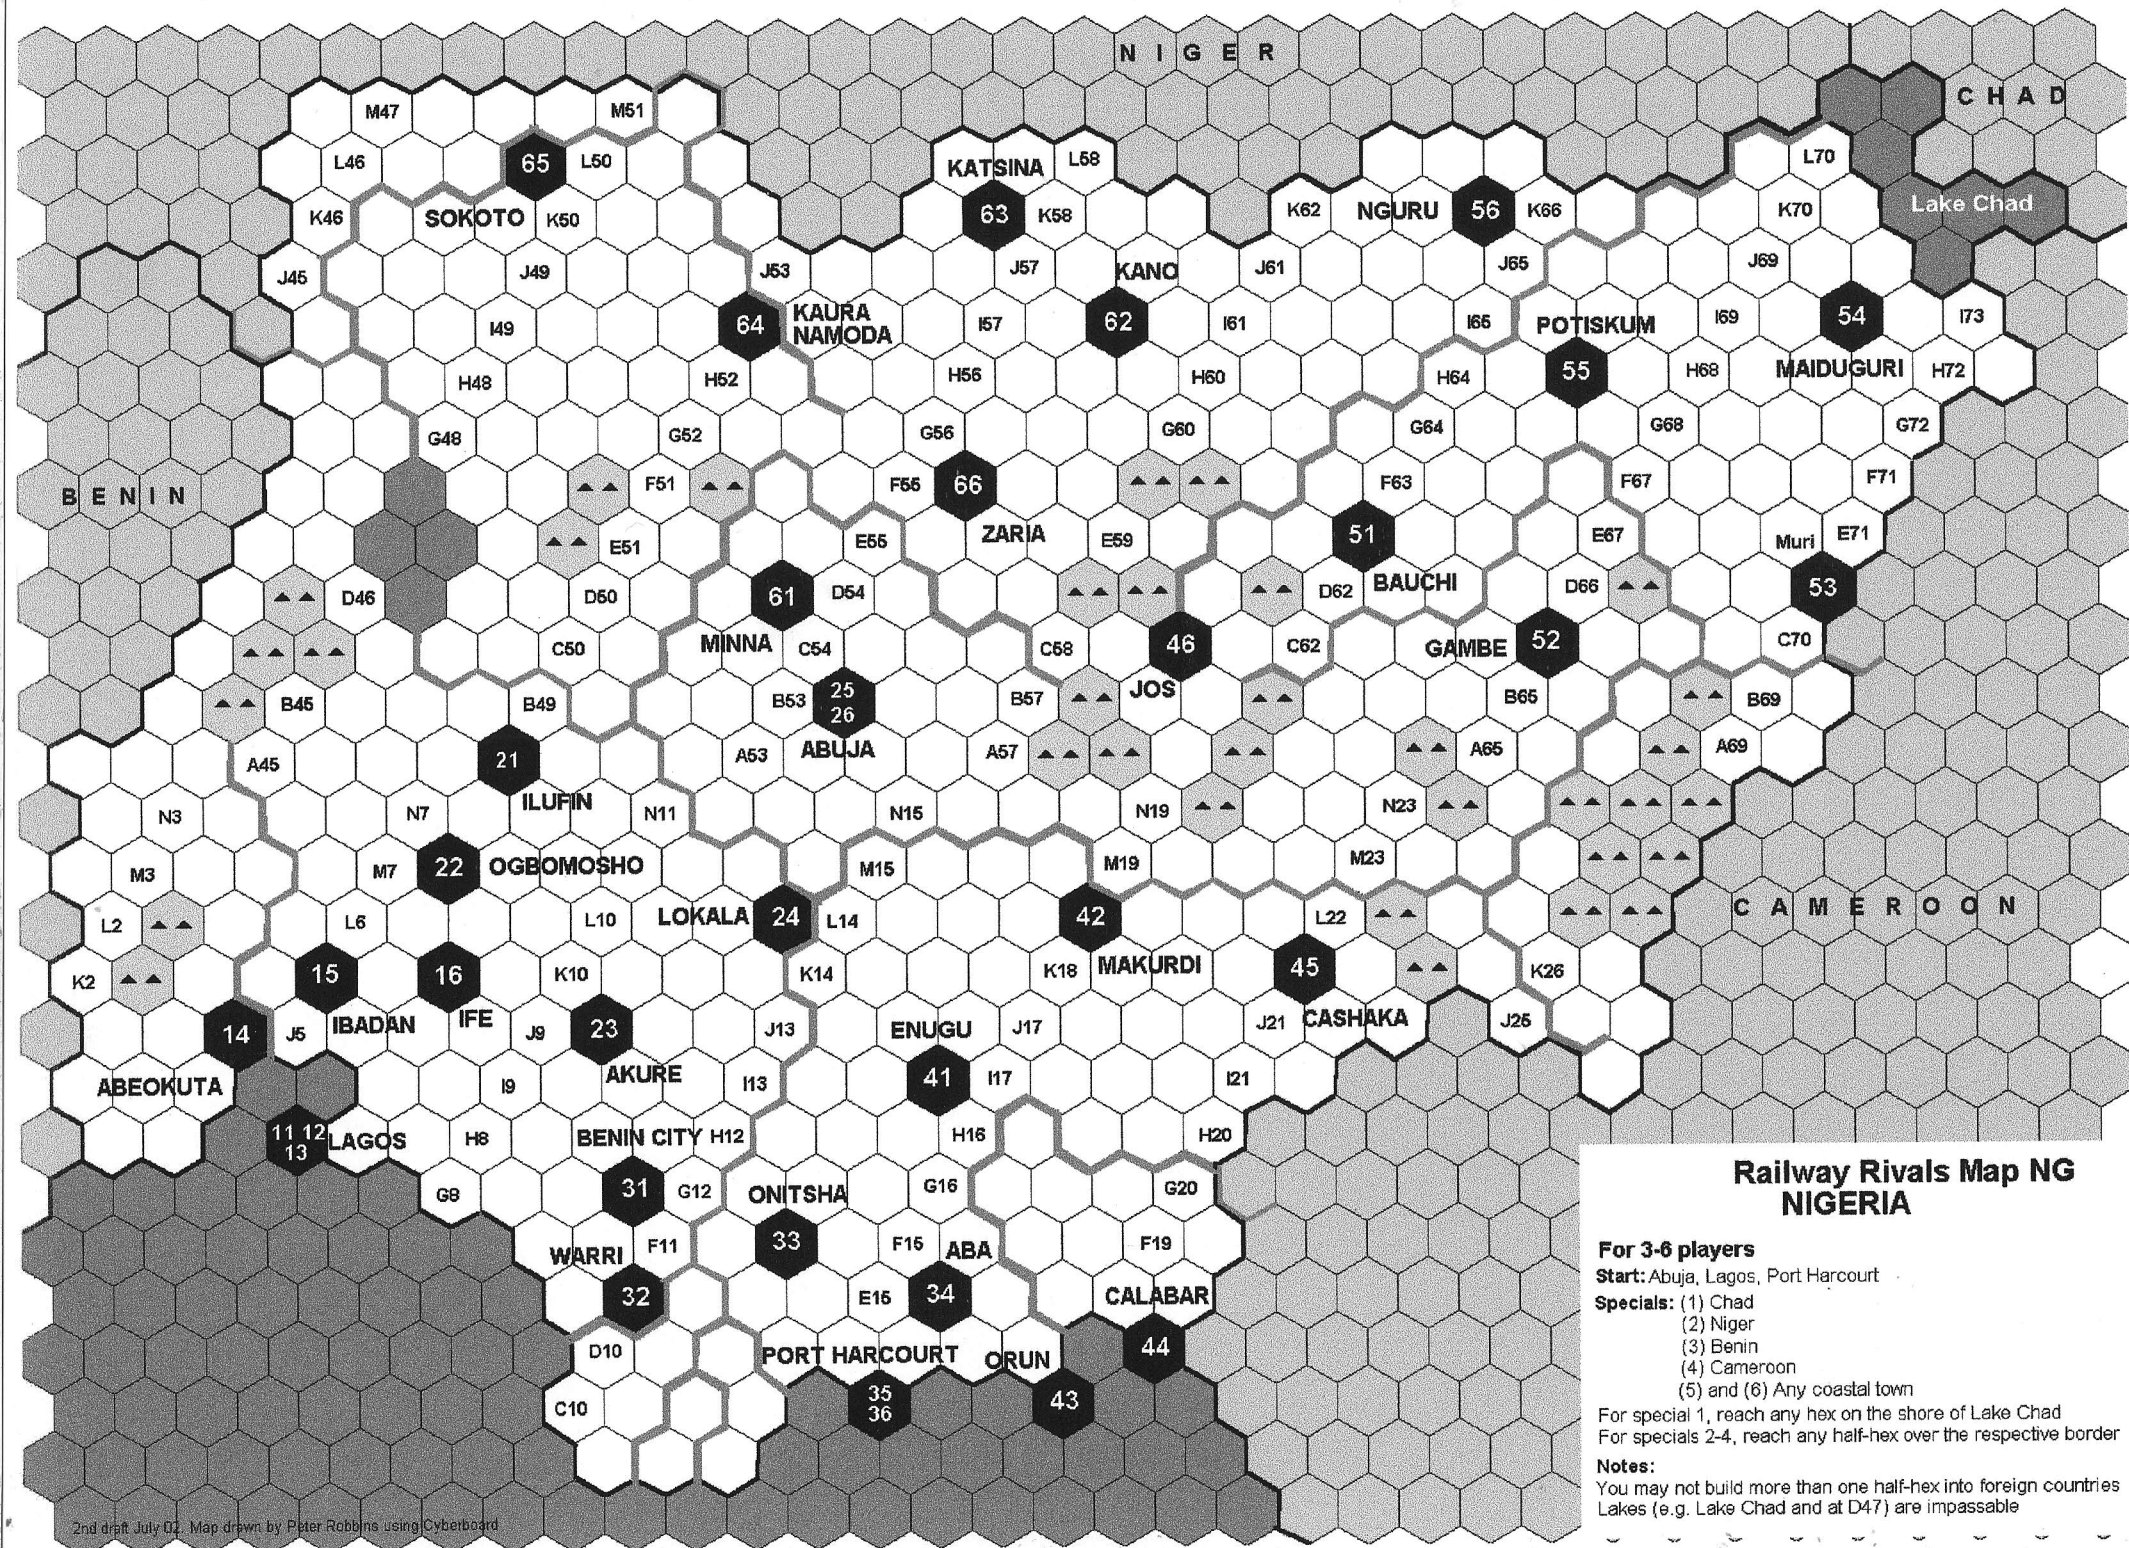 N I G E R
C H A D
M47 M51
L46 65 L50 KATSINA L58 L70
K46 SOKOTO K50 63 K58 K62 NGURU 56 K66 K70 Lake Chad
J45 J49 J53 J57 KANO J61 J65 J69
I49 64 KAURA NAMODA I57 62 I61 I65 POTISKUM I69 54 I73
H48 H52 H56 H60 H64 55 H68 MAIDUGURI H72
G48 G52 G56 G60 G64 G68 G72
B E N I N F51 F55 66 F63 F67 F71
E51 E55 ZARIA E59 51 E67 Muri E71
D46 D50 61 D54 D62 BAUCHI D66 53
C50 MINNA C54 C58 46 C62 GAMBE 52 C70
B45 B49 B53 25 26 B57 JOS B65 B69
A45 21 A53 ABUJA A57 A65 A69
N3 N7 ILUFIN N11 N15 N19 N23
M3 M7 22 OGBOMOSHO M15 M19 M23
L2 L6 L10 LOKALA 24 L14 42 L22 C A M E R O O N
K2 15 16 K10 K14 K18 MAKURDI 45 K26
14 J5 IBADAN IFE J9 23 J13 ENUGU J17 J21 CASHAKA J25
ABEOKUTA I9 AKURE I13 41 I17 I21
11 12 13 LAGOS H8 BENIN CITY H12 H16 H20
G8 31 G12 ONITSHA G16 G20
WARRI F11 33 F15 ABA F19
32 E15 34 CALABAR
D10 PORT HARCOURT ORUN 44
C10 35 36 43
Railway Rivals Map NG
NIGERIA
For 3-6 players
Start: Abuja, Lagos, Port Harcourt
Specials: (1) Chad
(2) Niger
(3) Benin
(4) Cameroon
(5) and (6) Any coastal town
For special 1, reach any hex on the shore of Lake Chad
For specials 2-4, reach any half-hex over the respective border
Notes:
You may not build more than one half-hex into foreign countries
Lakes (e.g. Lake Chad and at D47) are impassable
2nd draft July 02. Map drawn by Peter Robbins using Cyberboard